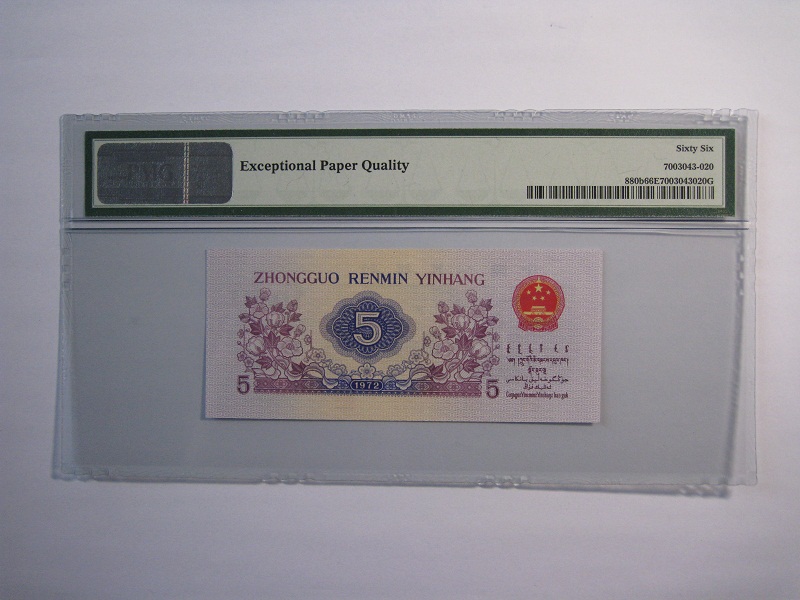 Exceptional Paper Quality
Sixty Six
7003043-020
880b66E7003043020G
ZHONGGUO RENMIN YINHANG
5
5
1972
5